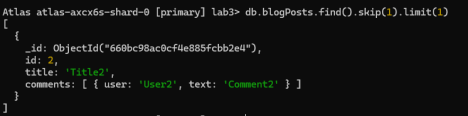 Atlas atlas-axcx6s-shard-0 [primary] lab3> db.blogPosts.find().skip(1).limit(1)
[
  {
    _id: ObjectId("660bc98ac0cf4e885fcbb2e4"),
    id: 2,
    title: 'Title2',
    comments: [ { user: 'User2', text: 'Comment2' } ]
  }
]